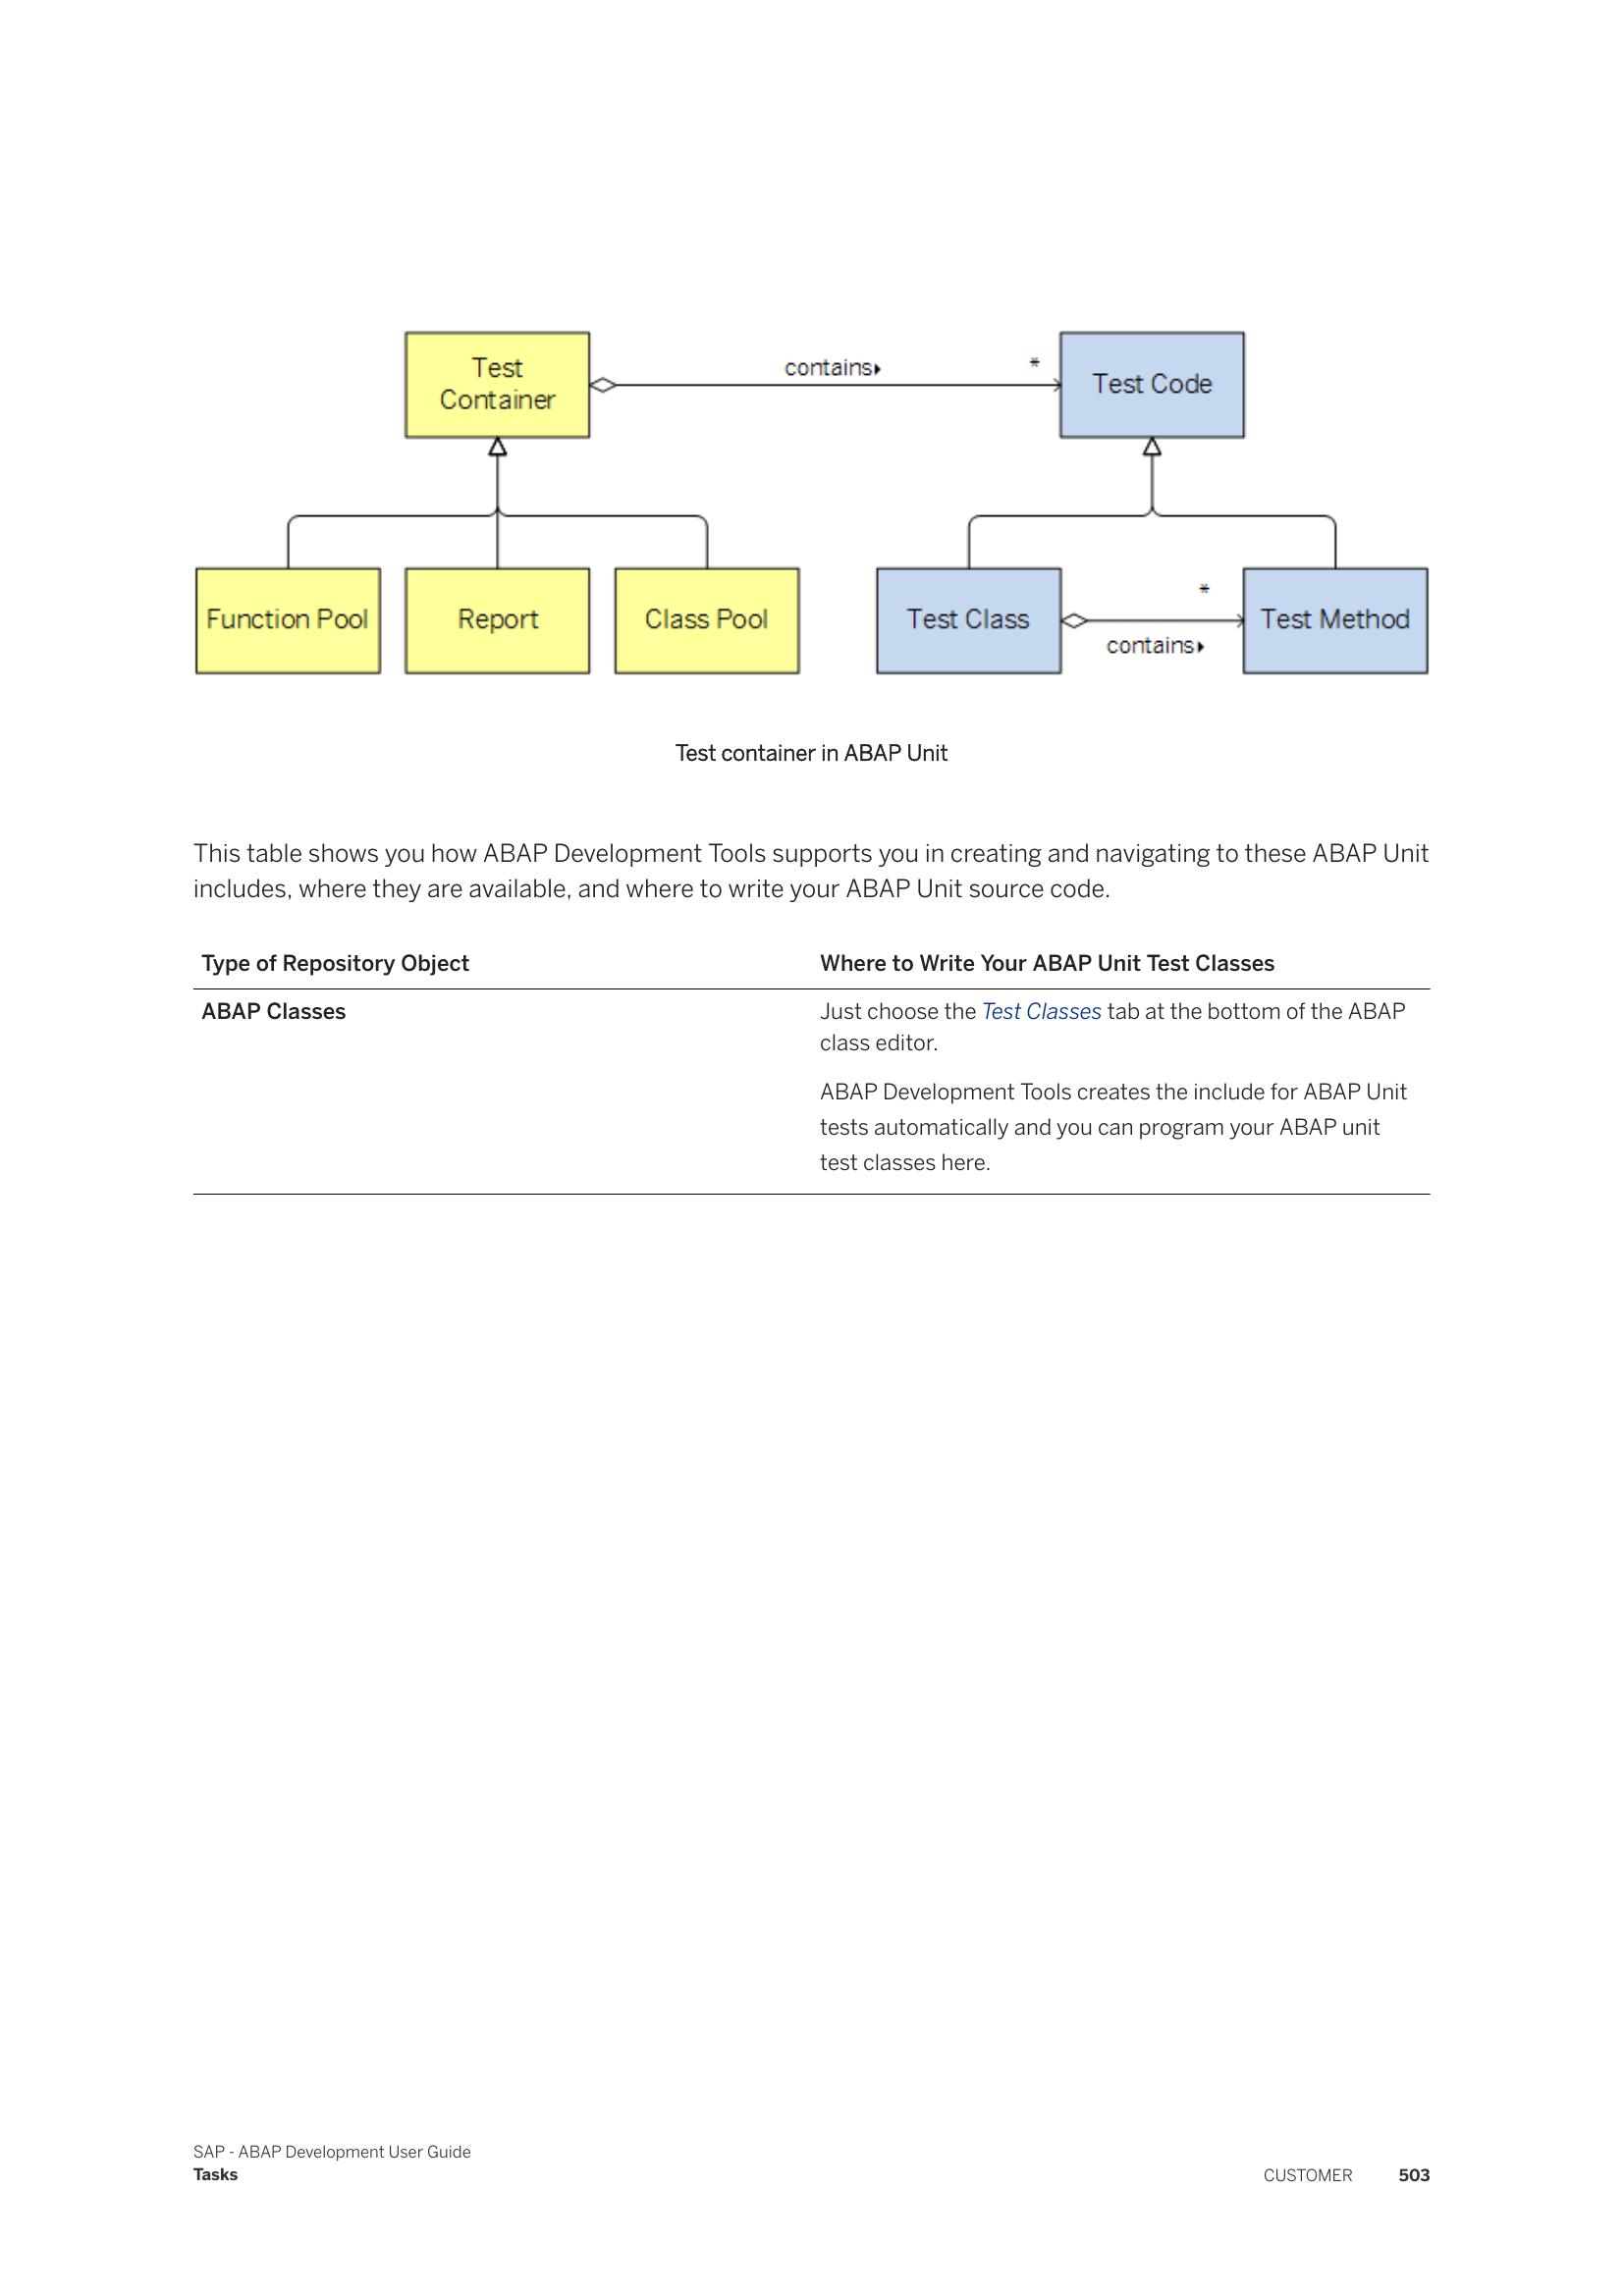 Test
Container
contains
*
Test Code
Function Pool
Report
Class Pool
Test Class
*
contains
Test Method
Test container in ABAP Unit
This table shows you how ABAP Development Tools supports you in creating and navigating to these ABAP Unit
includes, where they are available, and where to write your ABAP Unit source code.
Type of Repository Object
Where to Write Your ABAP Unit Test Classes
ABAP Classes
Just choose the Test Classes tab at the bottom of the ABAP
class editor.
ABAP Development Tools creates the include for ABAP Unit
tests automatically and you can program your ABAP unit
test classes here.
SAP - ABAP Development User Guide
Tasks
CUSTOMER 503